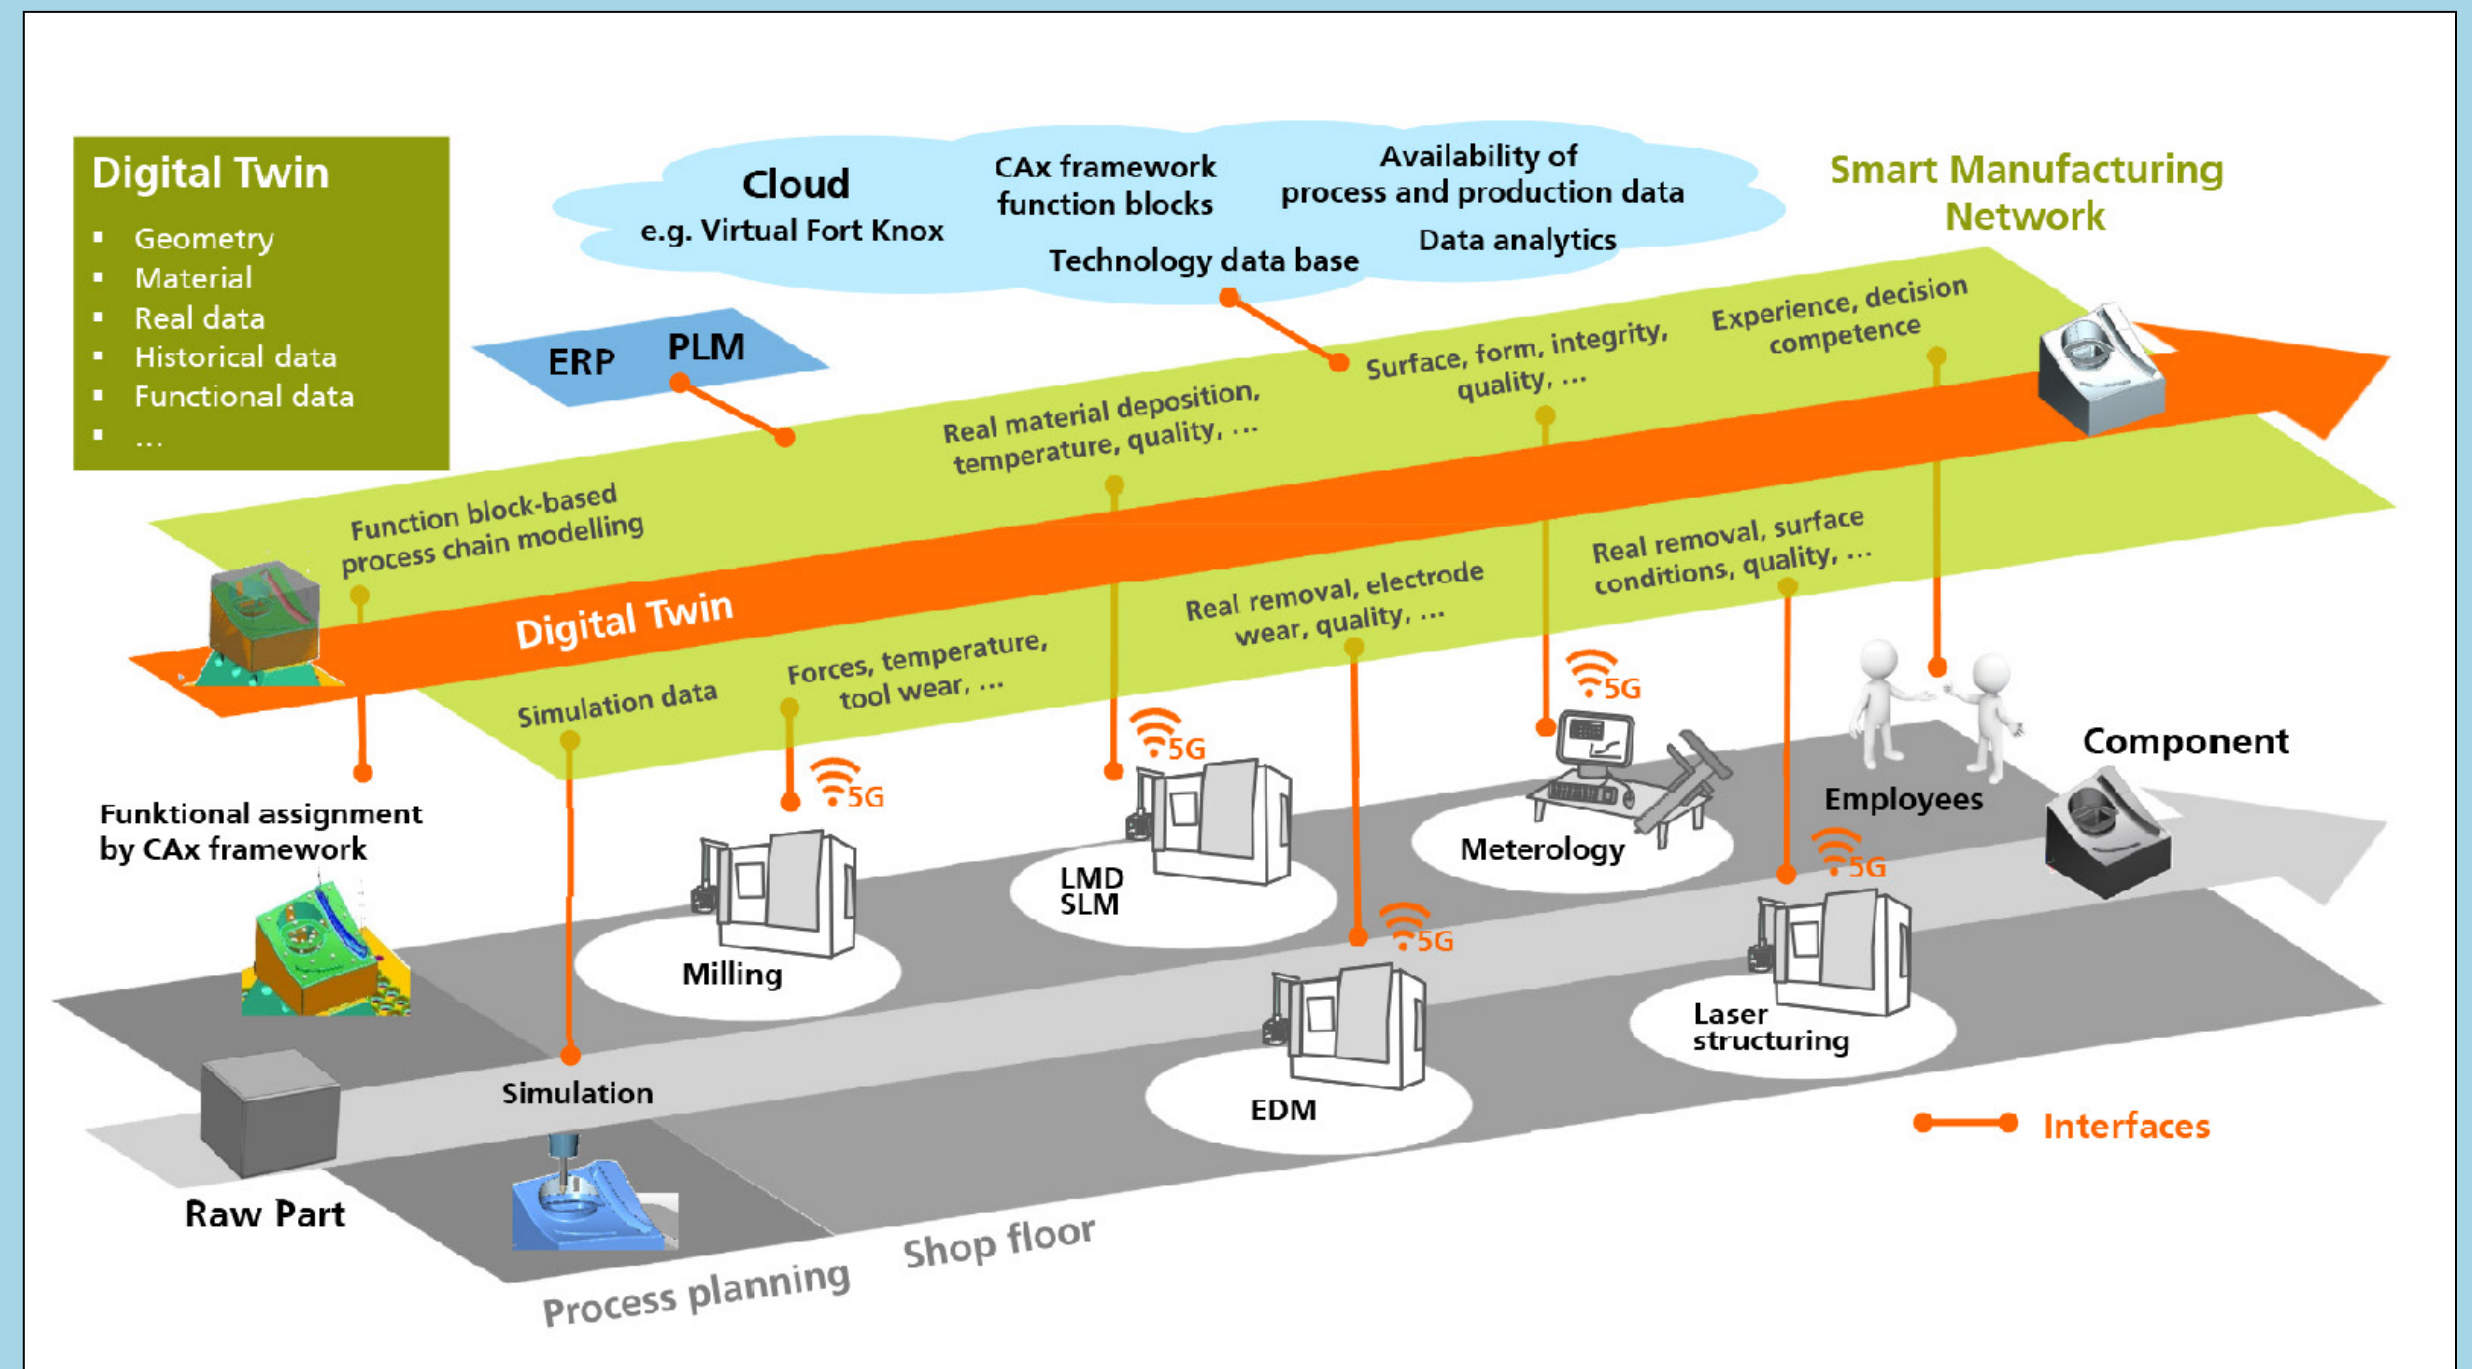 Digital Twin
▪ Geometry
▪ Material
▪ Real data
▪ Historical data
▪ Functional data
▪ ...
Cloud
e.g. Virtual Fort Knox
CAx framework
function blocks
Availability of
process and production data
Technology data base
Data analytics
Smart Manufacturing
Network
ERP
PLM
Function block-based
process chain modelling
Real material deposition,
temperature, quality, ...
Surface, form, integrity,
quality, ...
Experience, decision
competence
Digital Twin
Simulation data
Forces, temperature,
tool wear, ...
Real removal, electrode
wear, quality, ...
Real removal, surface
conditions, quality, ...
5G
5G
5G
5G
5G
Funktional assignment
by CAx framework
Milling
LMD
SLM
Meterology
Employees
Component
Simulation
EDM
Laser
structuring
Raw Part
Interfaces
Process planning
Shop floor